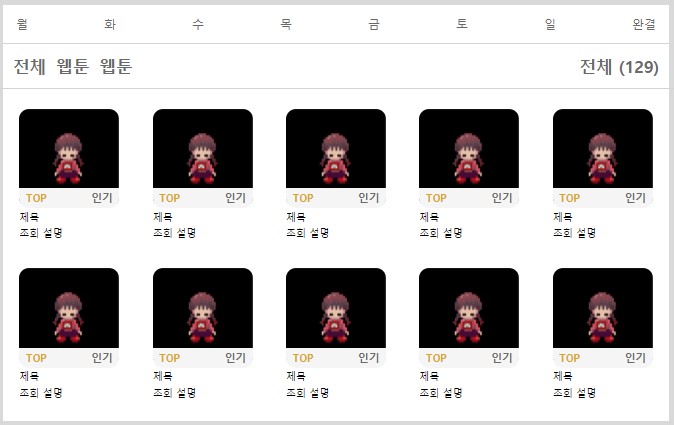 월 화 수 목 금 토 일 완결
전체 웹툰 웹툰 전체 (129)
TOP 인기 TOP 인기 TOP 인기 TOP 인기 TOP 인기
제목 제목 제목 제목 제목
조회 설명 조회 설명 조회 설명 조회 설명 조회 설명
TOP 인기 TOP 인기 TOP 인기 TOP 인기 TOP 인기
제목 제목 제목 제목 제목
조회 설명 조회 설명 조회 설명 조회 설명 조회 설명